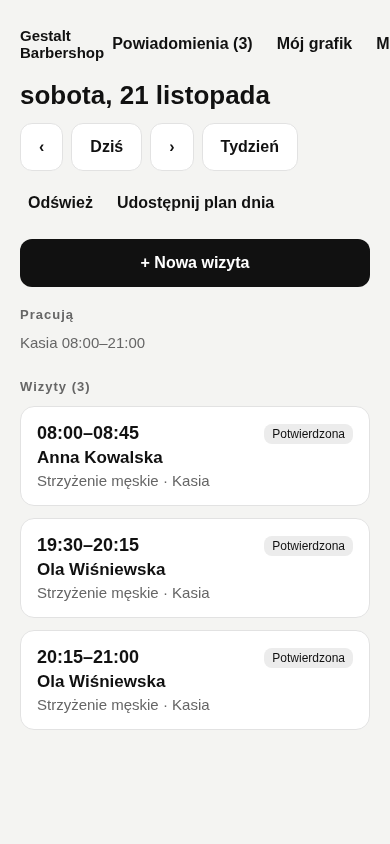 Gestalt
Barbershop
Powiadomienia (3) Mój grafik M
sobota, 21 listopada
‹ Dziś › Tydzień
Odśwież Udostępnij plan dnia
+ Nowa wizyta
Pracują
Kasia 08:00–21:00
Wizyty (3)
08:00–08:45 Potwierdzona
Anna Kowalska
Strzyżenie męskie · Kasia
19:30–20:15 Potwierdzona
Ola Wiśniewska
Strzyżenie męskie · Kasia
20:15–21:00 Potwierdzona
Ola Wiśniewska
Strzyżenie męskie · Kasia